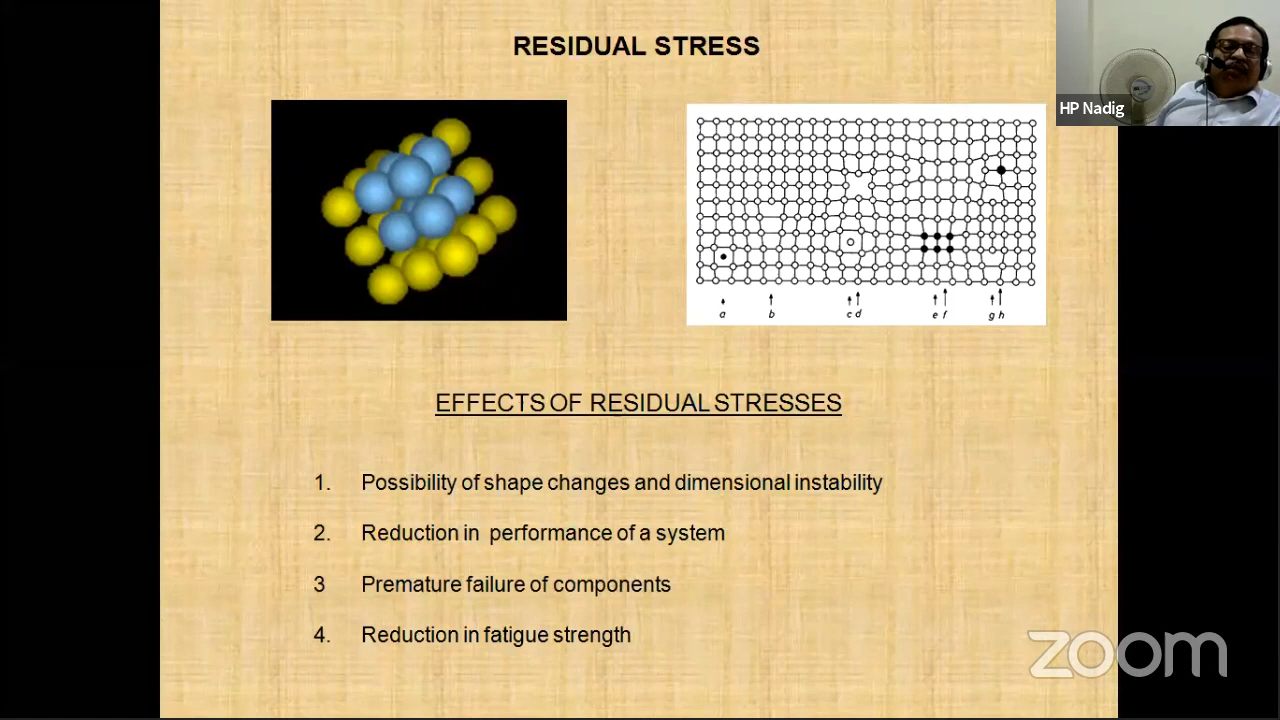 RESIDUAL STRESS
HP Nadig
a b c d e f g h
EFFECTS OF RESIDUAL STRESSES
1. Possibility of shape changes and dimensional instability
2. Reduction in performance of a system
3 Premature failure of components
4. Reduction in fatigue strength
zoom